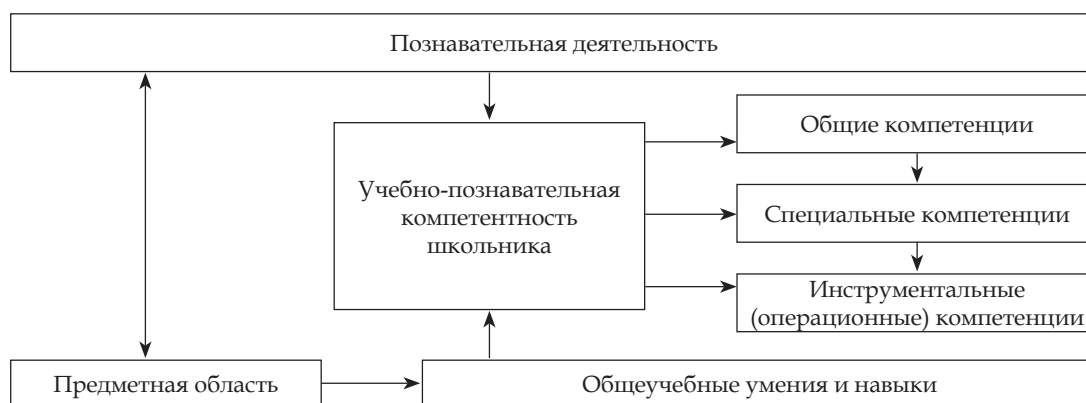 Познавательная деятельность
Общие компетенции
Учебно-познавательная
компетентность
школьника
Специальные компетенции
Инструментальные
(операционные) компетенции
Предметная область
Общеучебные умения и навыки